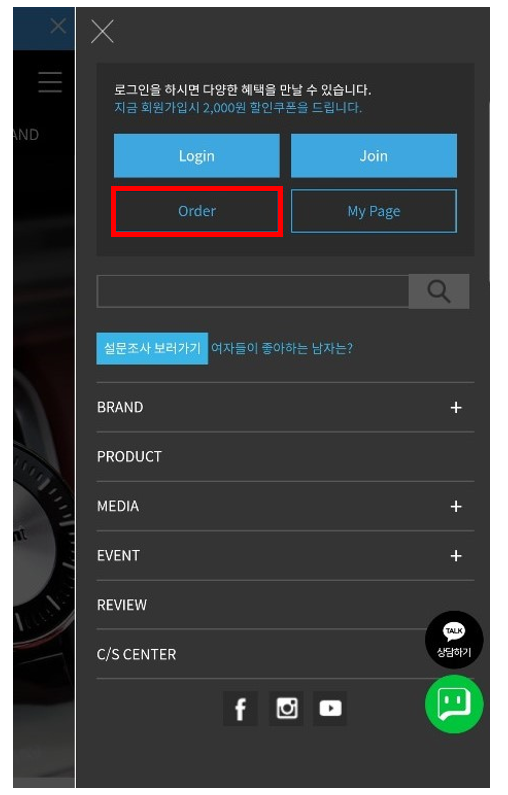 AND
로그인을 하시면 다양한 혜택을 만날 수 있습니다.
지금 회원가입시 2,000원 할인쿠폰을 드립니다.
Login
Join
Order
My Page
설문조사 보러가기 여자들이 좋아하는 남자는?
BRAND +
PRODUCT
MEDIA +
EVENT +
REVIEW
C/S CENTER
TALK
상담하기
f